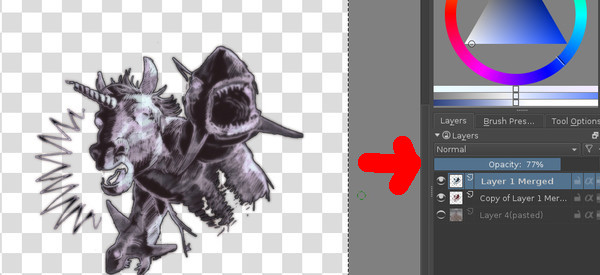 Layers
Brush Pres...
Tool Options
Layers
Normal
Opacity: 77%
Layer 1 Merged
Copy of Layer 1 Mer...
Layer 4(pasted)